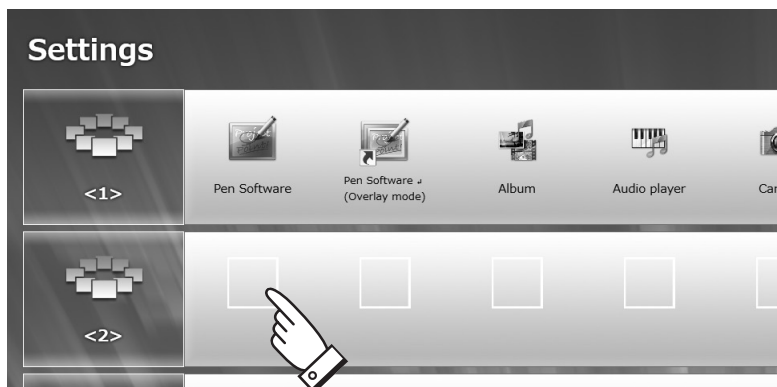 Settings
<1>
Pen Software
Pen Software ↲
(Overlay mode)
Album
Audio player
<2>